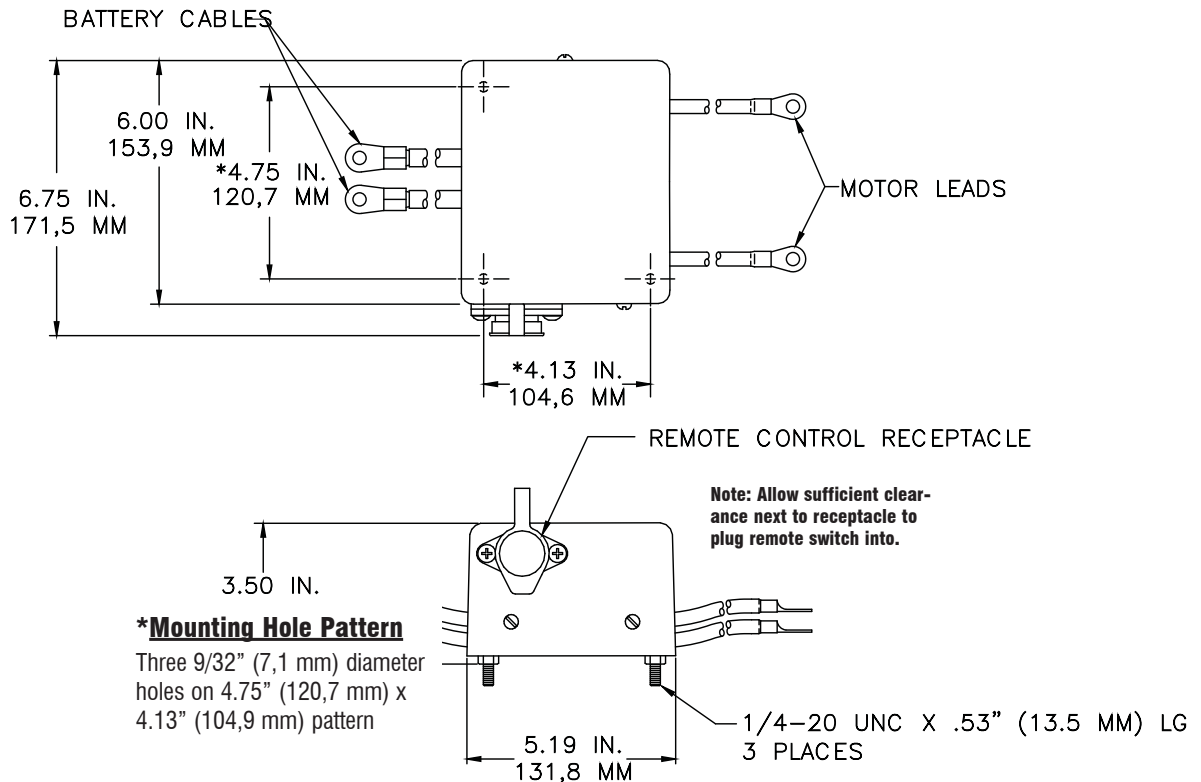 BATTERY CABLES
6.00 IN.
153,9 MM
*4.75 IN.
120,7 MM
6.75 IN.
171,5 MM
MOTOR LEADS
*4.13 IN.
104,6 MM
REMOTE CONTROL RECEPTACLE
Note: Allow sufficient clear-
ance next to receptacle to
plug remote switch into.
3.50 IN.
*Mounting Hole Pattern
Three 9/32” (7,1 mm) diameter
holes on 4.75” (120,7 mm) x
4.13” (104,9 mm) pattern
1/4-20 UNC X .53” (13.5 MM) LG
3 PLACES
5.19 IN.
131,8 MM